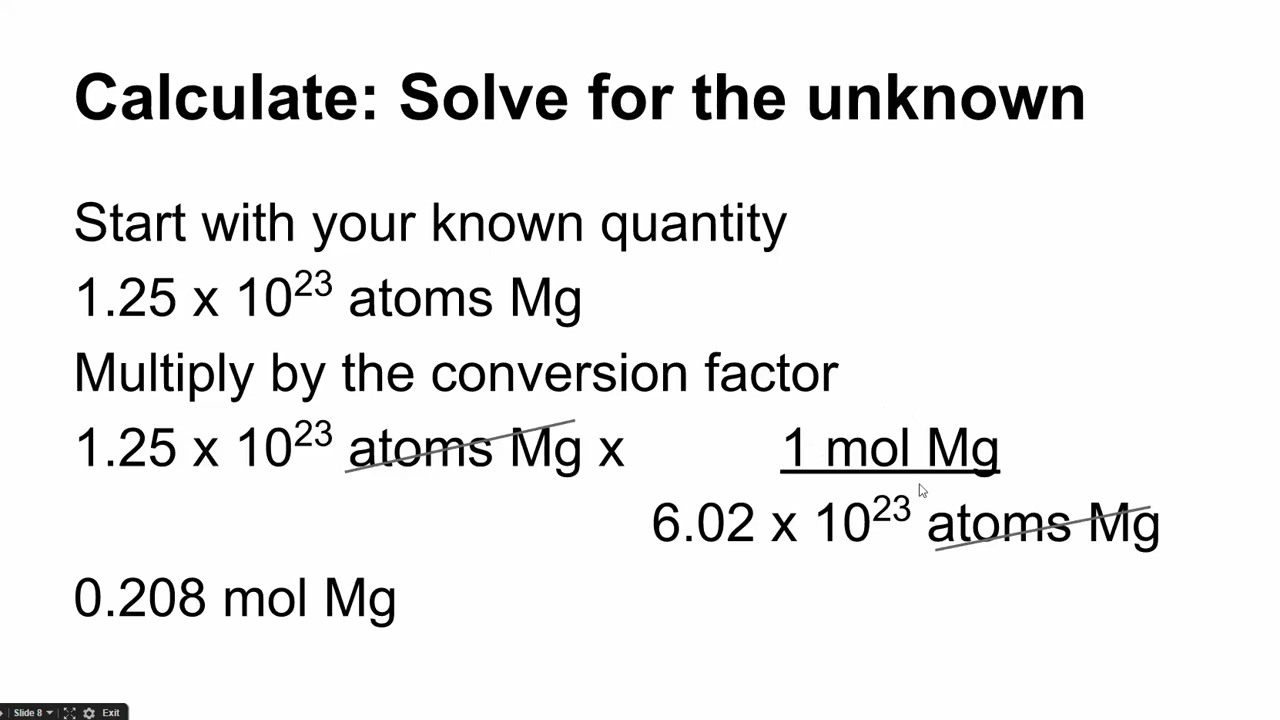 Calculate: Solve for the unknown
Start with your known quantity
1.25 x 10²³ atoms Mg
Multiply by the conversion factor
1.25 x 10²³ atoms Mg x 1 mol Mg
6.02 x 10²³ atoms Mg
0.208 mol Mg
Slide 8 Exit